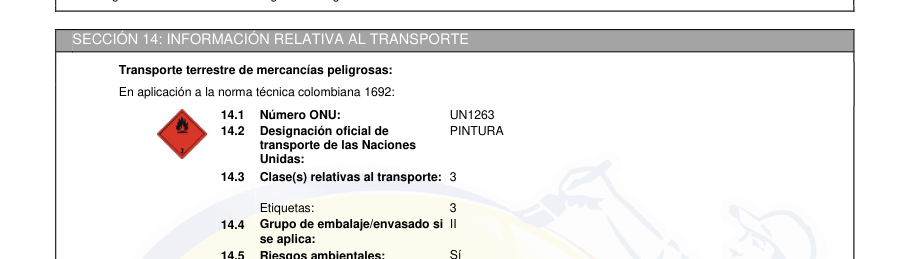 SECCIÓN 14: INFORMACIÓN RELATIVA AL TRANSPORTE
Transporte terrestre de mercancías peligrosas:
En aplicación a la norma técnica colombiana 1692:
14.1 Número ONU: UN1263
14.2 Designación oficial de PINTURA
transporte de las Naciones
Unidas:
14.3 Clase(s) relativas al transporte: 3
Etiquetas: 3
14.4 Grupo de embalaje/envasado si II
se aplica:
14.5 Riesgos ambientales: Sí
3